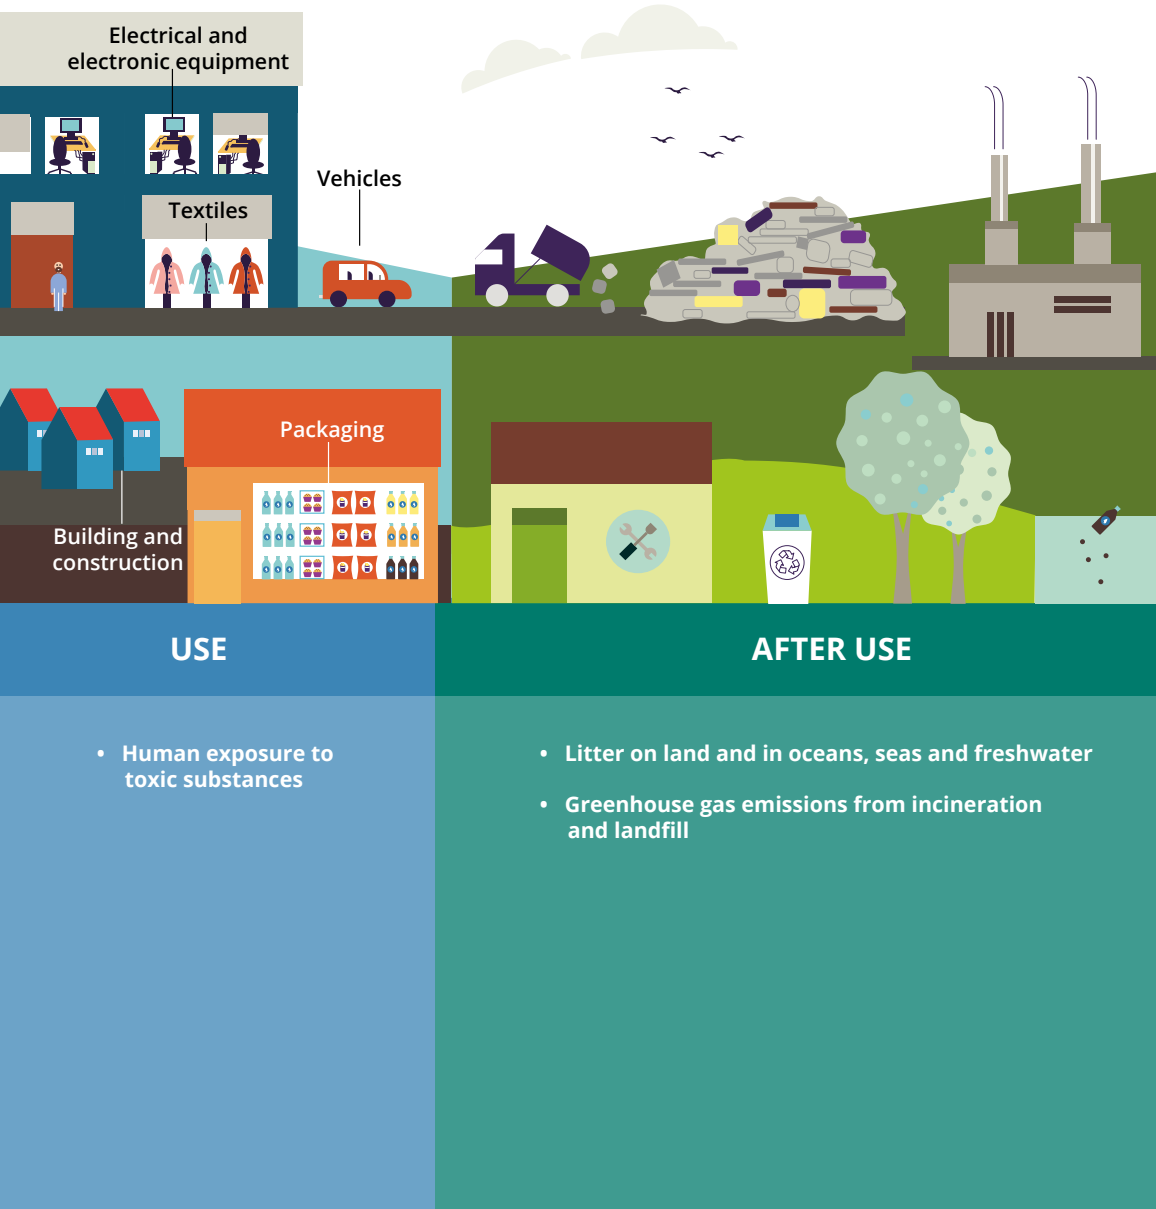 Electrical and
electronic equipment
Vehicles
Textiles
Packaging
Building and
construction
USE
AFTER USE
• Human exposure to
toxic substances
• Litter on land and in oceans, seas and freshwater
• Greenhouse gas emissions from incineration
and landfill